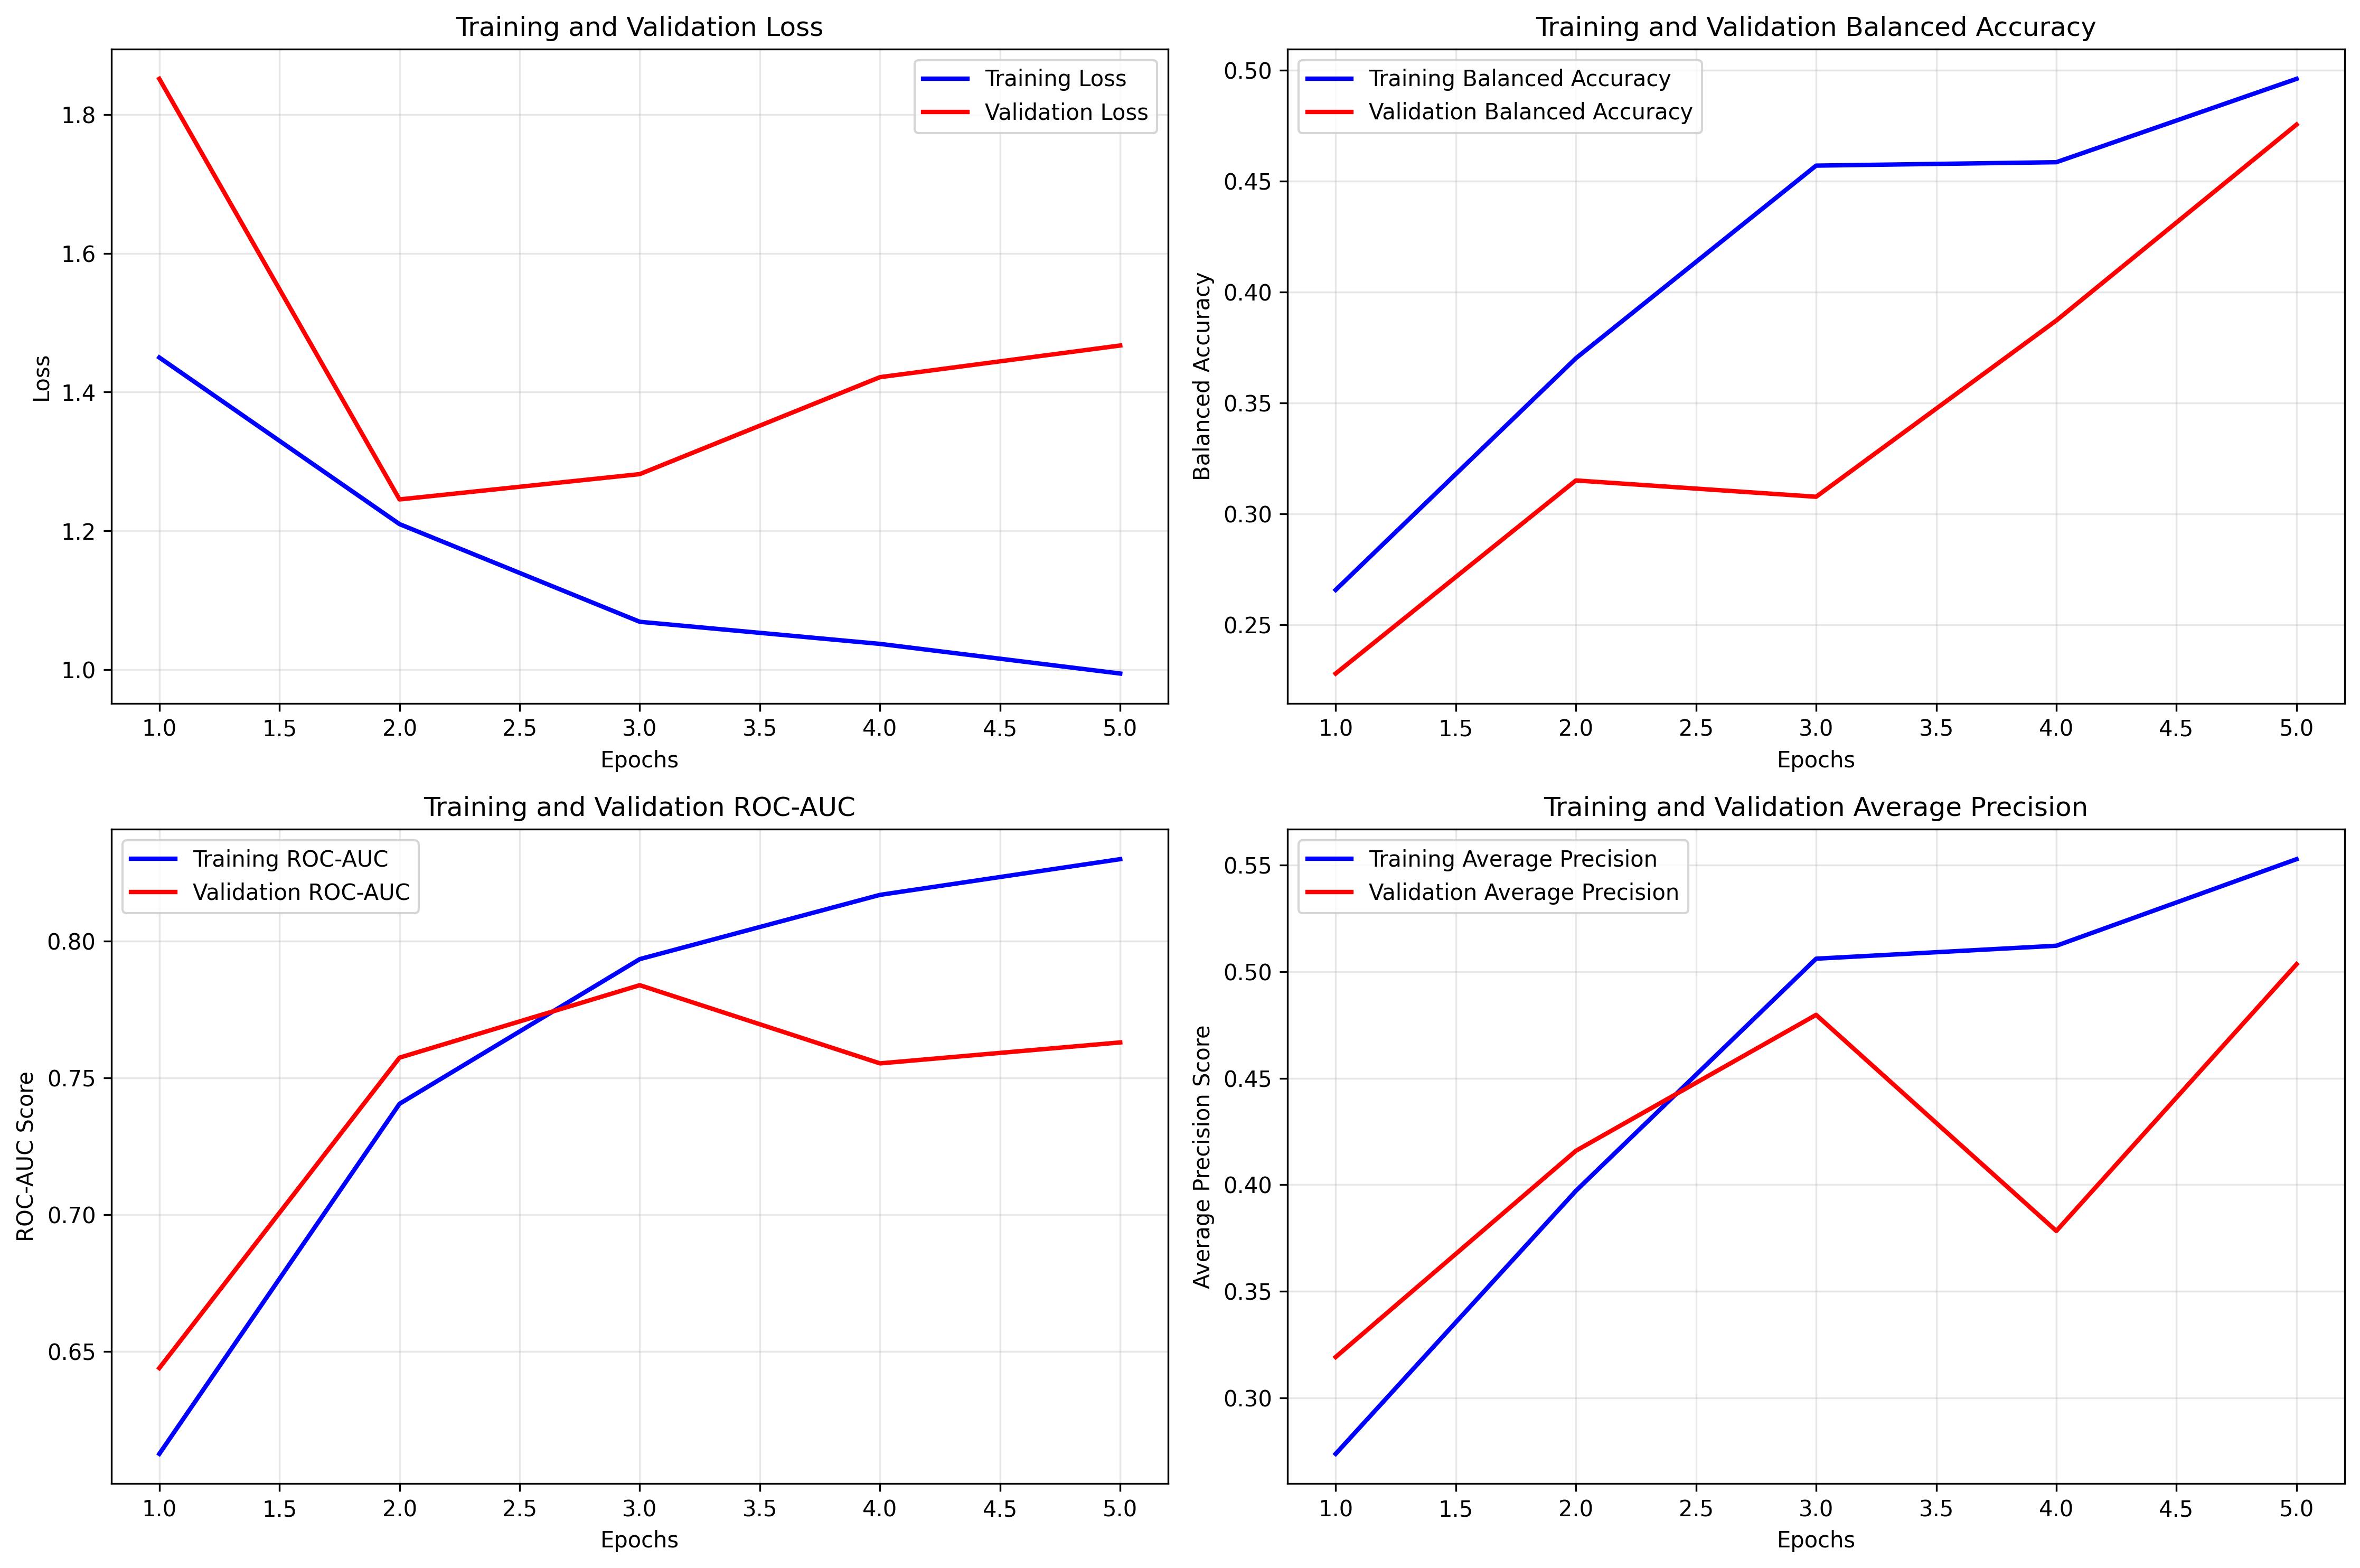 Training and Validation Loss
Training Loss
Validation Loss
1.8
1.6
1.4
1.2
1.0
Loss
1.0 1.5 2.0 2.5 3.0 3.5 4.0 4.5 5.0
Epochs
Training and Validation Balanced Accuracy
Training Balanced Accuracy
Validation Balanced Accuracy
0.50
0.45
0.40
0.35
0.30
0.25
Balanced Accuracy
1.0 1.5 2.0 2.5 3.0 3.5 4.0 4.5 5.0
Epochs
Training and Validation ROC-AUC
Training ROC-AUC
Validation ROC-AUC
0.80
0.75
0.70
0.65
ROC-AUC Score
1.0 1.5 2.0 2.5 3.0 3.5 4.0 4.5 5.0
Epochs
Training and Validation Average Precision
Training Average Precision
Validation Average Precision
0.55
0.50
0.45
0.40
0.35
0.30
Average Precision Score
1.0 1.5 2.0 2.5 3.0 3.5 4.0 4.5 5.0
Epochs